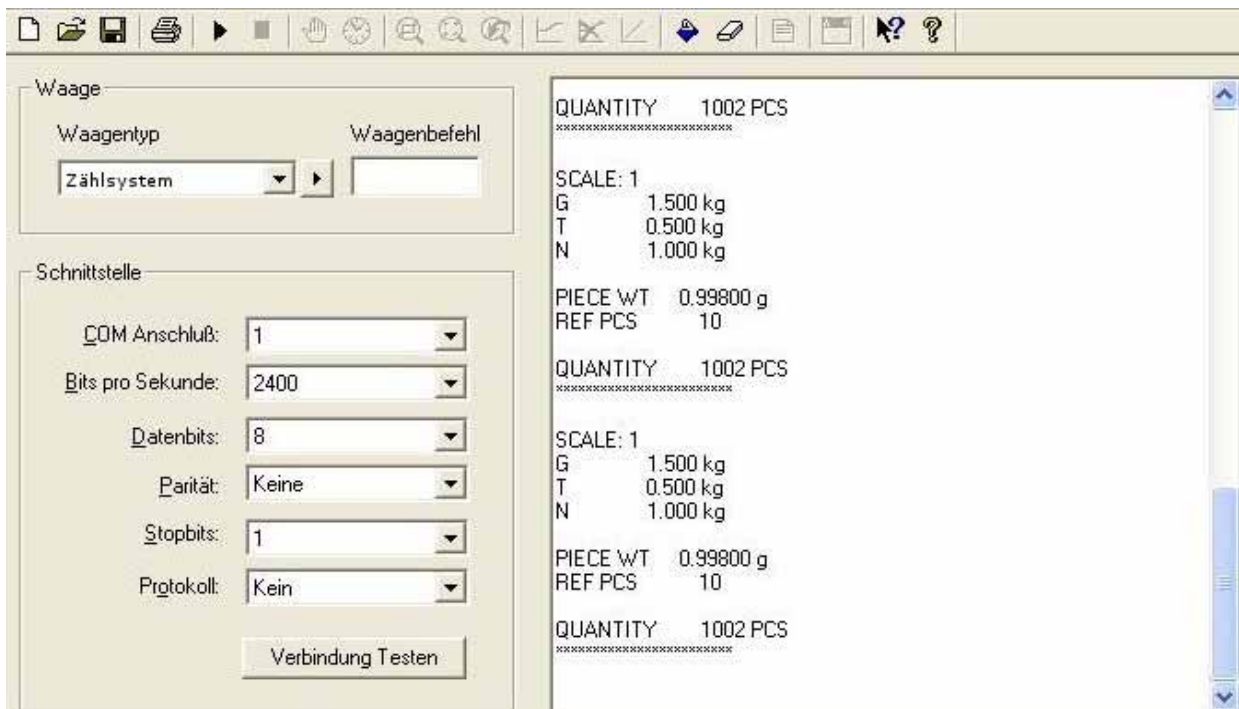 Waage
Waagentyp Waagenbefehl
Zählsystem
Schnittstelle
COM Anschluß: 1
Bits pro Sekunde: 2400
Datenbits: 8
Parität: Keine
Stopbits: 1
Protokoll: Kein
Verbindung Testen
QUANTITY 1002 PCS
************************
SCALE: 1
G 1.500 kg
T 0.500 kg
N 1.000 kg
PIECE WT 0.99800 g
REF PCS 10
QUANTITY 1002 PCS
************************
SCALE: 1
G 1.500 kg
T 0.500 kg
N 1.000 kg
PIECE WT 0.99800 g
REF PCS 10
QUANTITY 1002 PCS
************************